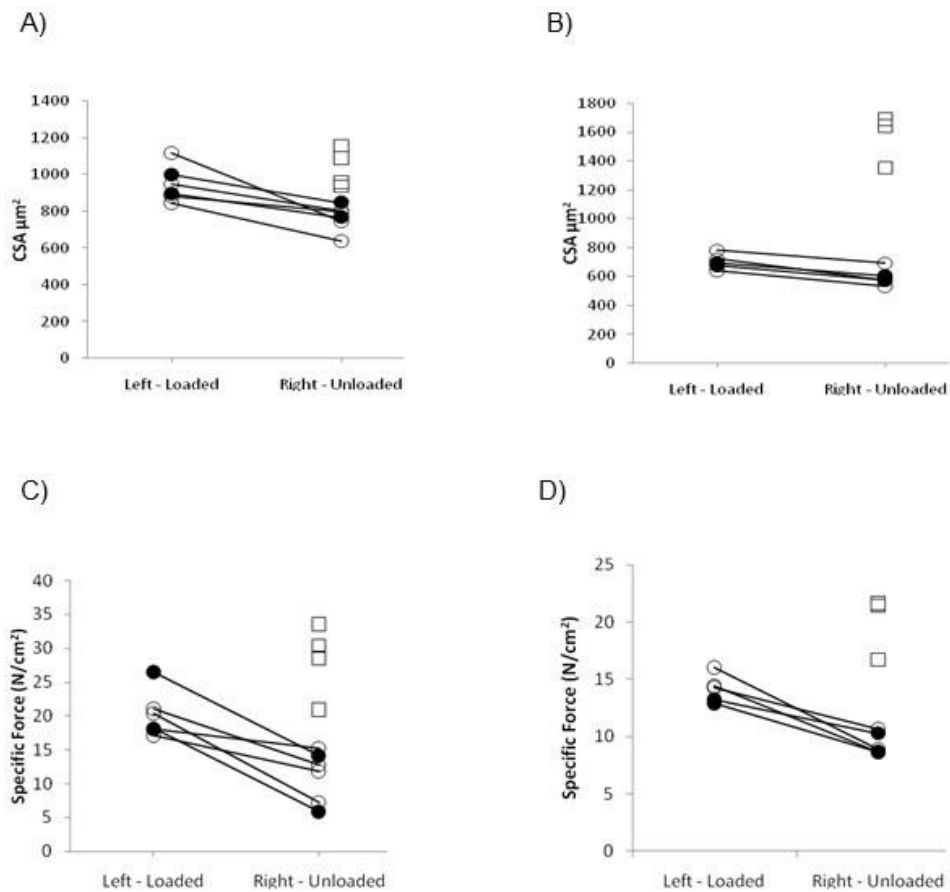 A)
B)
1400
1200
1000
800
600
400
200
0
CSA µm²
Left - Loaded
Right - Unloaded
1800
1600
1400
1200
1000
800
600
400
200
0
CSA µm²
Left - Loaded
Right - Unloaded
C)
D)
40
35
30
25
20
15
10
5
0
Specific Force (N/cm²)
Left - Loaded
Right - Unloaded
25
20
15
10
5
0
Specific Force (N/cm²)
Left - Loaded
Right - Unloaded